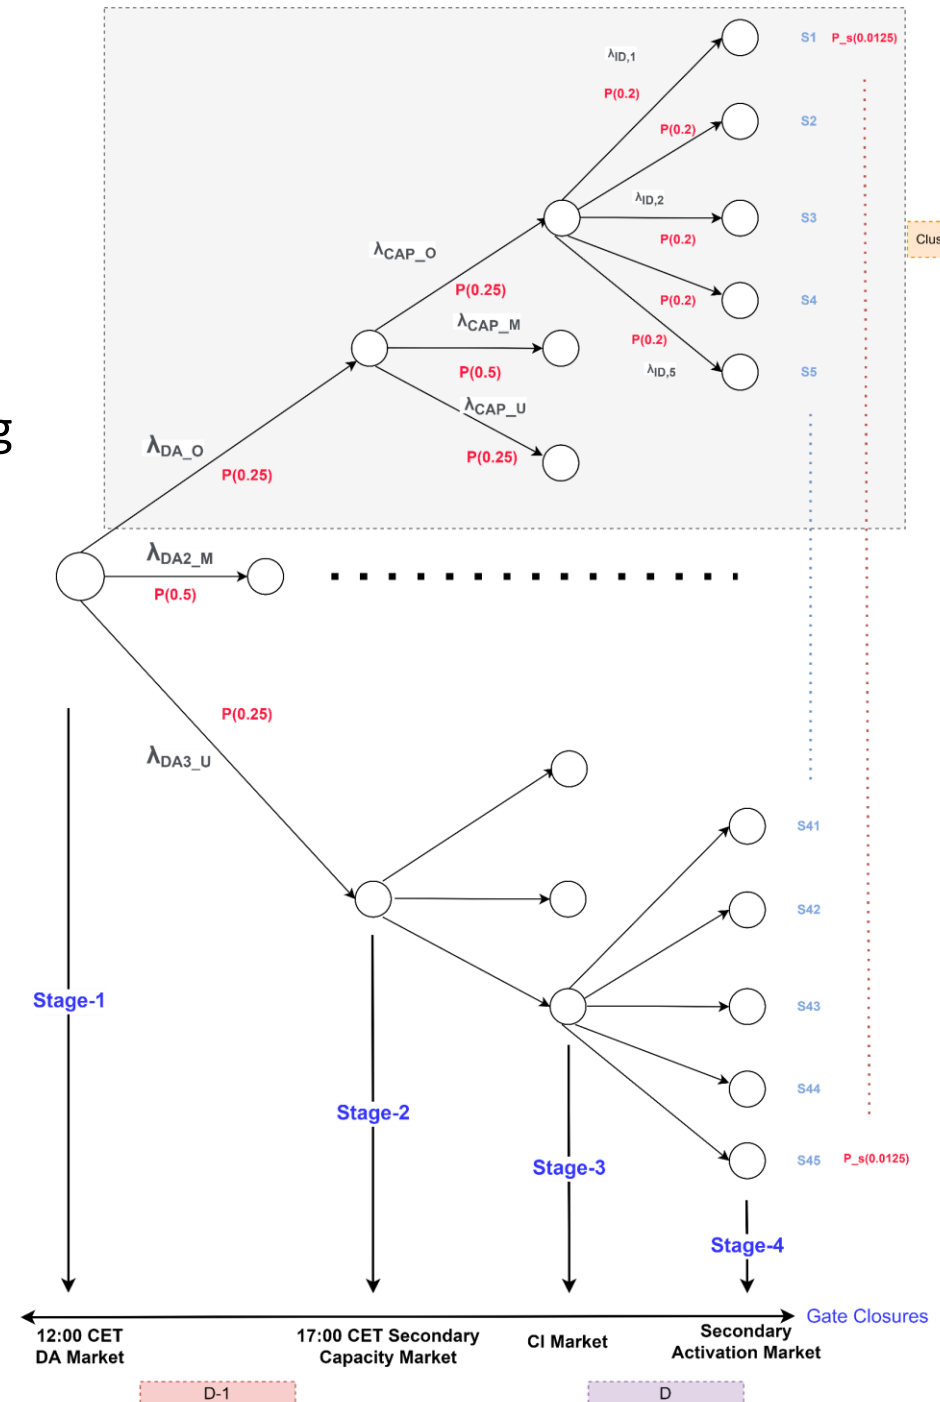 S1 P_s(0.0125)
λID,1
P(0.2)
P(0.2)
S2
λID,2
S3
P(0.2)
Clus
λCAP_O
P(0.25)
P(0.2)
S4
λCAP_M
P(0.2)
P(0.5)
λID,5
S5
λCAP_U
g
λDA_O
P(0.25)
P(0.25)
λDA2_M
P(0.5)
P(0.25)
λDA3_U
S41
S42
Stage-1
S43
S44
Stage-2
Stage-3
S45 P_s(0.0125)
Stage-4
Gate Closures
12:00 CET
DA Market
17:00 CET Secondary
Capacity Market
CI Market
Secondary
Activation Market
D-1
D